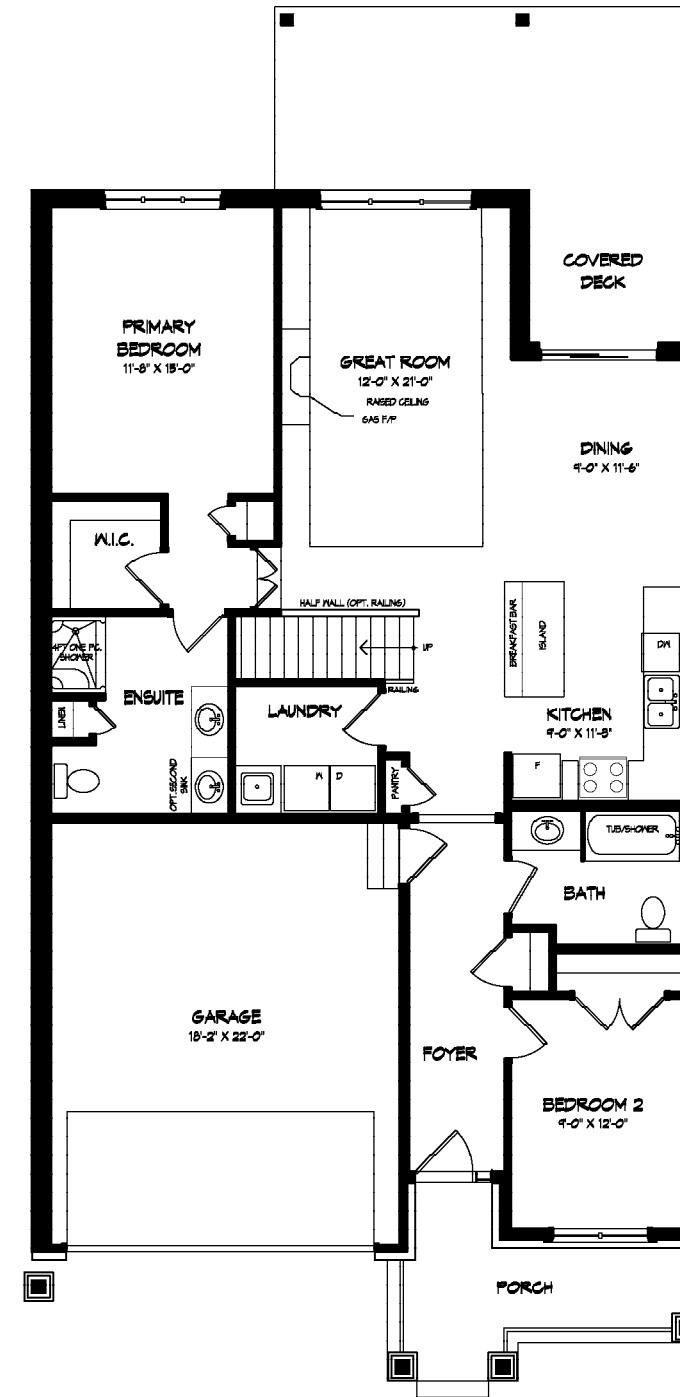 COVERED
DECK
PRIMARY
BEDROOM
11'-8" X 15'-0"
GREAT ROOM
12'-0" X 21'-0"
RAISED CEILING
GAS F/P
DINING
9'-0" X 11'-6"
W.I.C.
HALF WALL (OPT. RAILING)
UP
RAILING
BREAKFAST BAR
ISLAND
DW
4FT ONE PC.
SHOWER
ENSUITE
LINEN
LAUNDRY
KITCHEN
9'-0" X 11'-8"
OPT. SECOND
SINK
W
D
PANTRY
F
TUB/SHOWER
BATH
GARAGE
18'-2" X 22'-0"
FOYER
BEDROOM 2
9'-0" X 12'-0"
PORCH